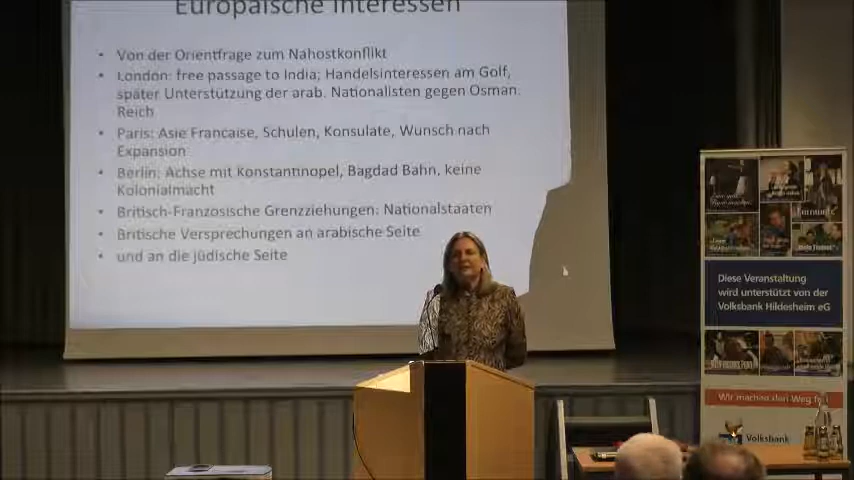 Europäische Interessen
• Von der Orientfrage zum Nahostkonflikt
• London: free passage to India; Handelsinteressen am Golf,
später Unterstützung der arab. Nationalisten gegen Osman.
Reich
• Paris: Asie Francaise, Schulen, Konsulate, Wunsch nach
Expansion
• Berlin: Achse mit Konstantinopel, Bagdad Bahn, keine
Kolonialmacht
• Britisch-Französische Grenzziehungen: Nationalstaaten
• Britische Versprechungen an arabische Seite
• und an die jüdische Seite
Diese Veranstaltung
wird unterstützt von der
Volksbank Hildesheim eG
Wir machen den Weg frei
Volksbank